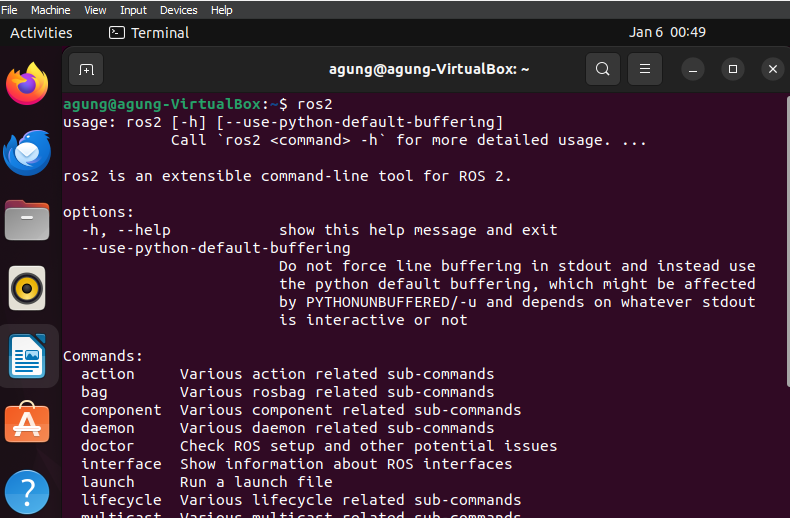 File Machine View Input Devices Help
Activities Terminal Jan 6 00:49
agung@agung-VirtualBox: ~
agung@agung-VirtualBox:~$ ros2
usage: ros2 [-h] [--use-python-default-buffering]
Call `ros2 <command> -h` for more detailed usage. ...
ros2 is an extensible command-line tool for ROS 2.
options:
-h, --help show this help message and exit
--use-python-default-buffering
Do not force line buffering in stdout and instead use
the python default buffering, which might be affected
by PYTHONUNBUFFERED/-u and depends on whatever stdout
is interactive or not
Commands:
action Various action related sub-commands
bag Various rosbag related sub-commands
component Various component related sub-commands
daemon Various daemon related sub-commands
doctor Check ROS setup and other potential issues
interface Show information about ROS interfaces
launch Run a launch file
lifecycle Various lifecycle related sub-commands
multicast Various multicast related sub-commands